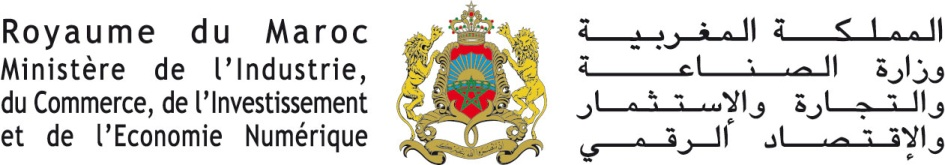 Royaume du Maroc
Ministère de l'Industrie,
du Commerce, de l'Investissement
et de l'Economie Numérique
المملكة المغربية
وزارة الصناعة
والتجارة والإستثمار
والإقتصاد الرقمي